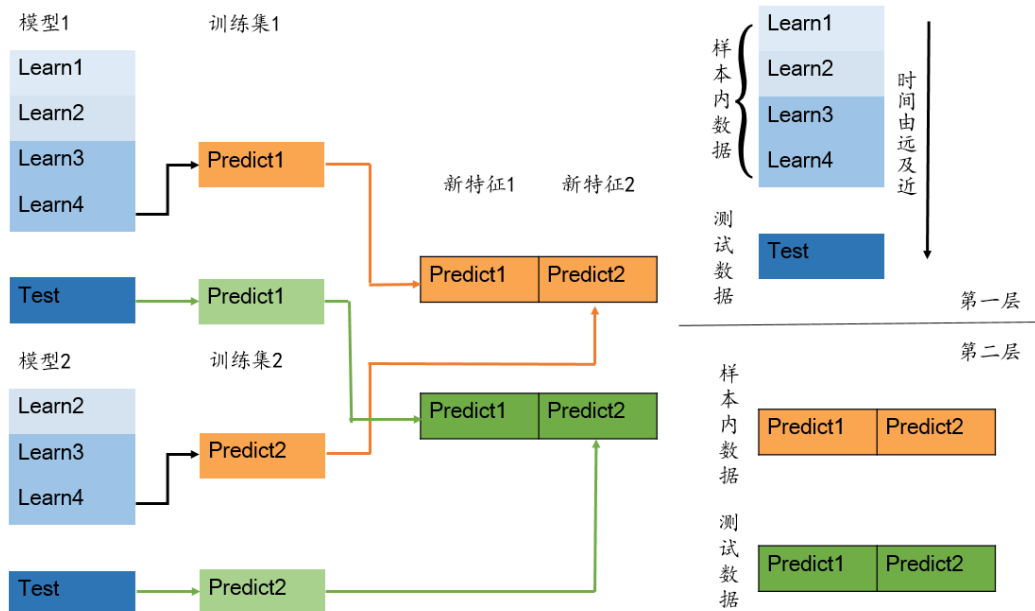 模型1
训练集1
Learn1
Learn2
Learn3
Learn4
Predict1
Test
Predict1
模型2
训练集2
Learn2
Learn3
Learn4
Predict2
Test
Predict2
新特征1
新特征2
Predict1
Predict2
Predict1
Predict2
样本内数据
Learn1
Learn2
Learn3
Learn4
时间由远及近
测试数据
Test
第一层
第二层
样本内数据
Predict1
Predict2
测试数据
Predict1
Predict2